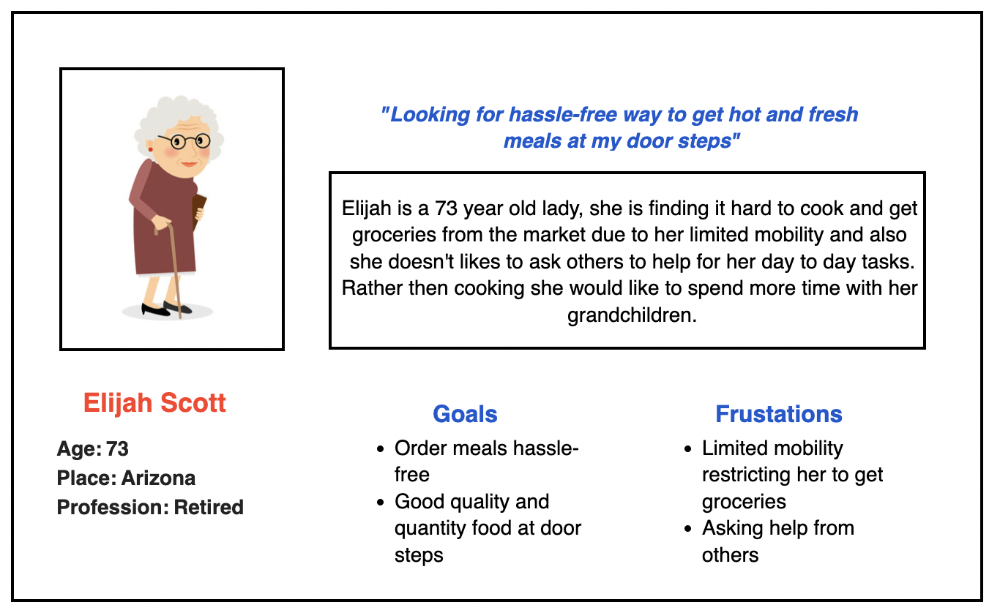 "Looking for hassle-free way to get hot and fresh
meals at my door steps"
Elijah is a 73 year old lady, she is finding it hard to cook and get
groceries from the market due to her limited mobility and also
she doesn't likes to ask others to help for her day to day tasks.
Rather then cooking she would like to spend more time with her
grandchildren.
Elijah Scott
Age: 73
Place: Arizona
Profession: Retired
Goals
• Order meals hassle-
free
• Good quality and
quantity food at door
steps
Frustations
• Limited mobility
restricting her to get
groceries
• Asking help from
others